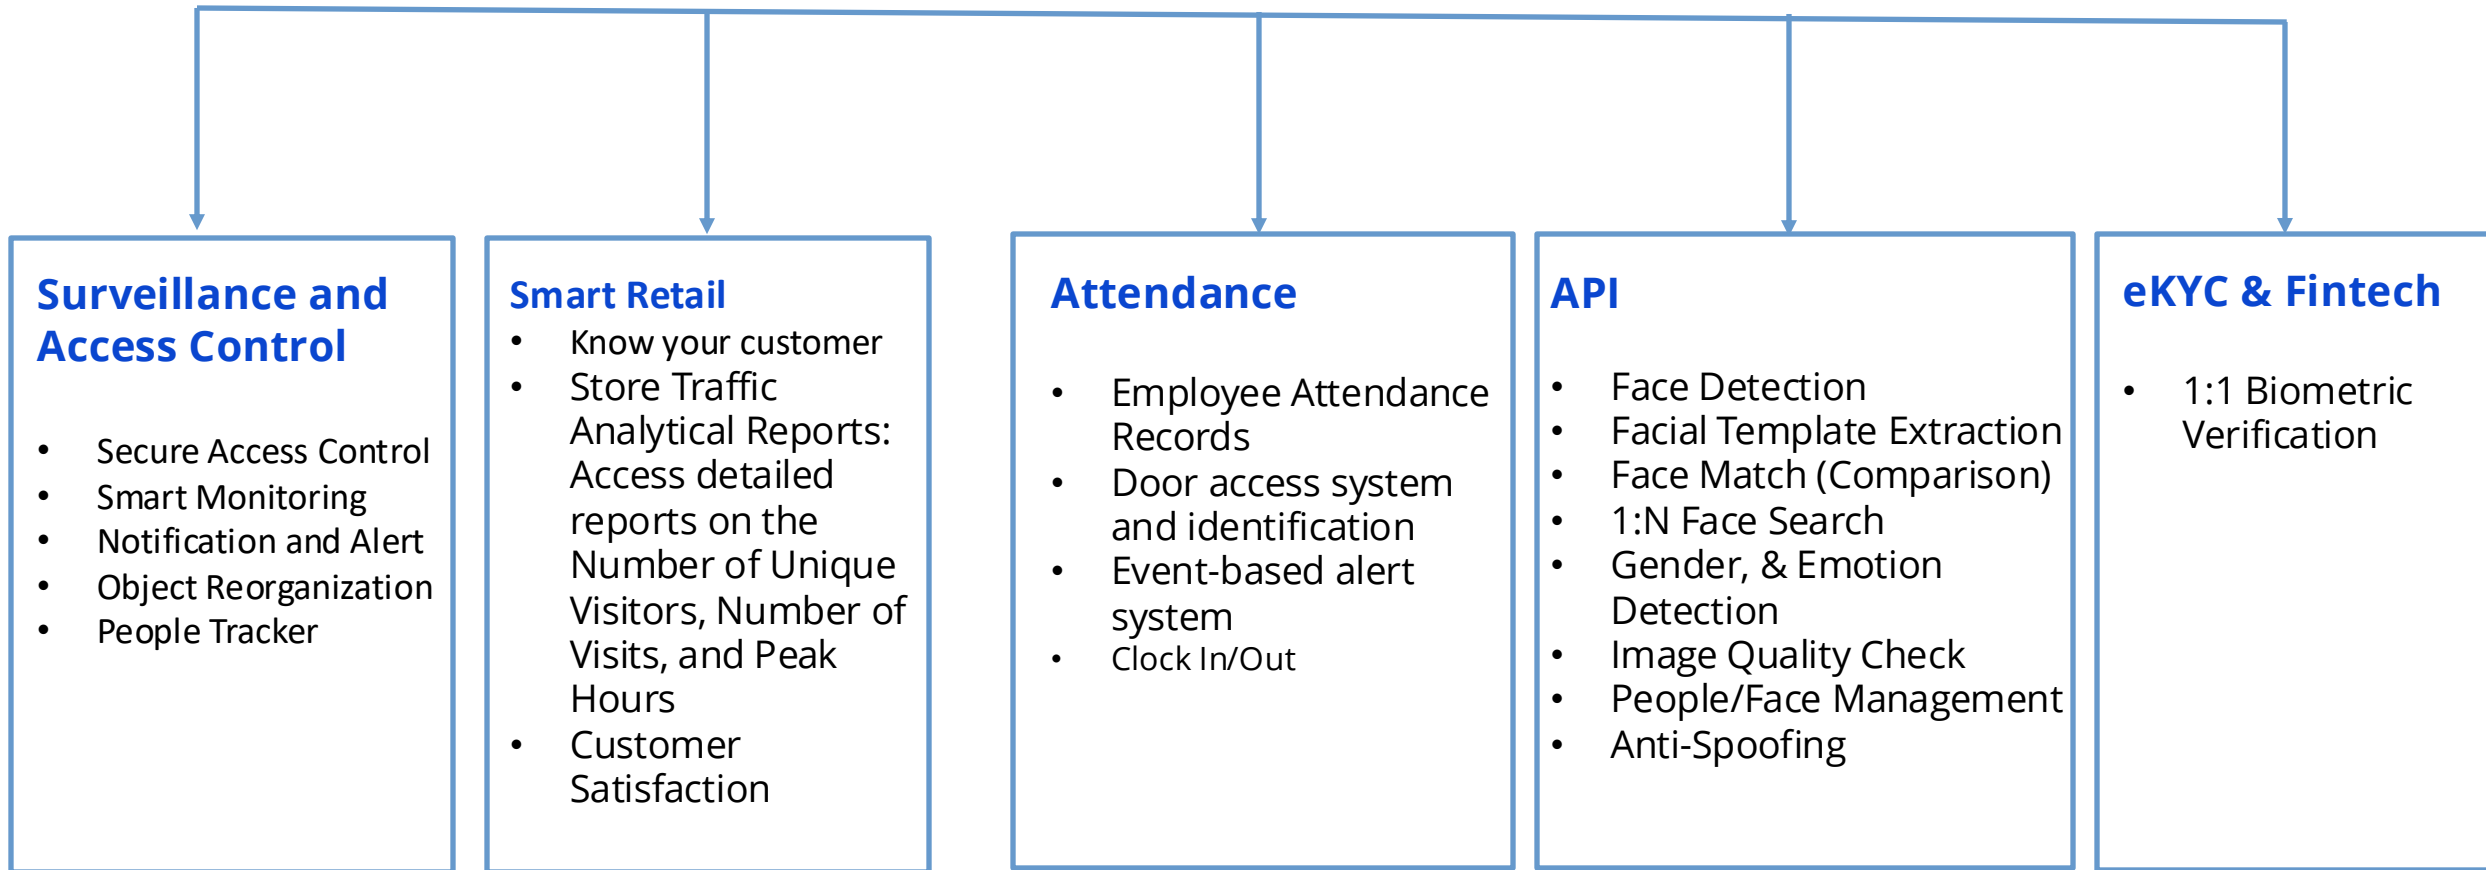 Surveillance and
Access Control
• Secure Access Control
• Smart Monitoring
• Notification and Alert
• Object Reorganization
• People Tracker
Smart Retail
• Know your customer
• Store Traffic
Analytical Reports:
Access detailed
reports on the
Number of Unique
Visitors, Number of
Visits, and Peak
Hours
• Customer
Satisfaction
Attendance
• Employee Attendance
Records
• Door access system
and identification
• Event-based alert
system
• Clock In/Out
API
• Face Detection
• Facial Template Extraction
• Face Match (Comparison)
• 1:N Face Search
• Gender, & Emotion
Detection
• Image Quality Check
• People/Face Management
• Anti-Spoofing
eKYC & Fintech
• 1:1 Biometric
Verification